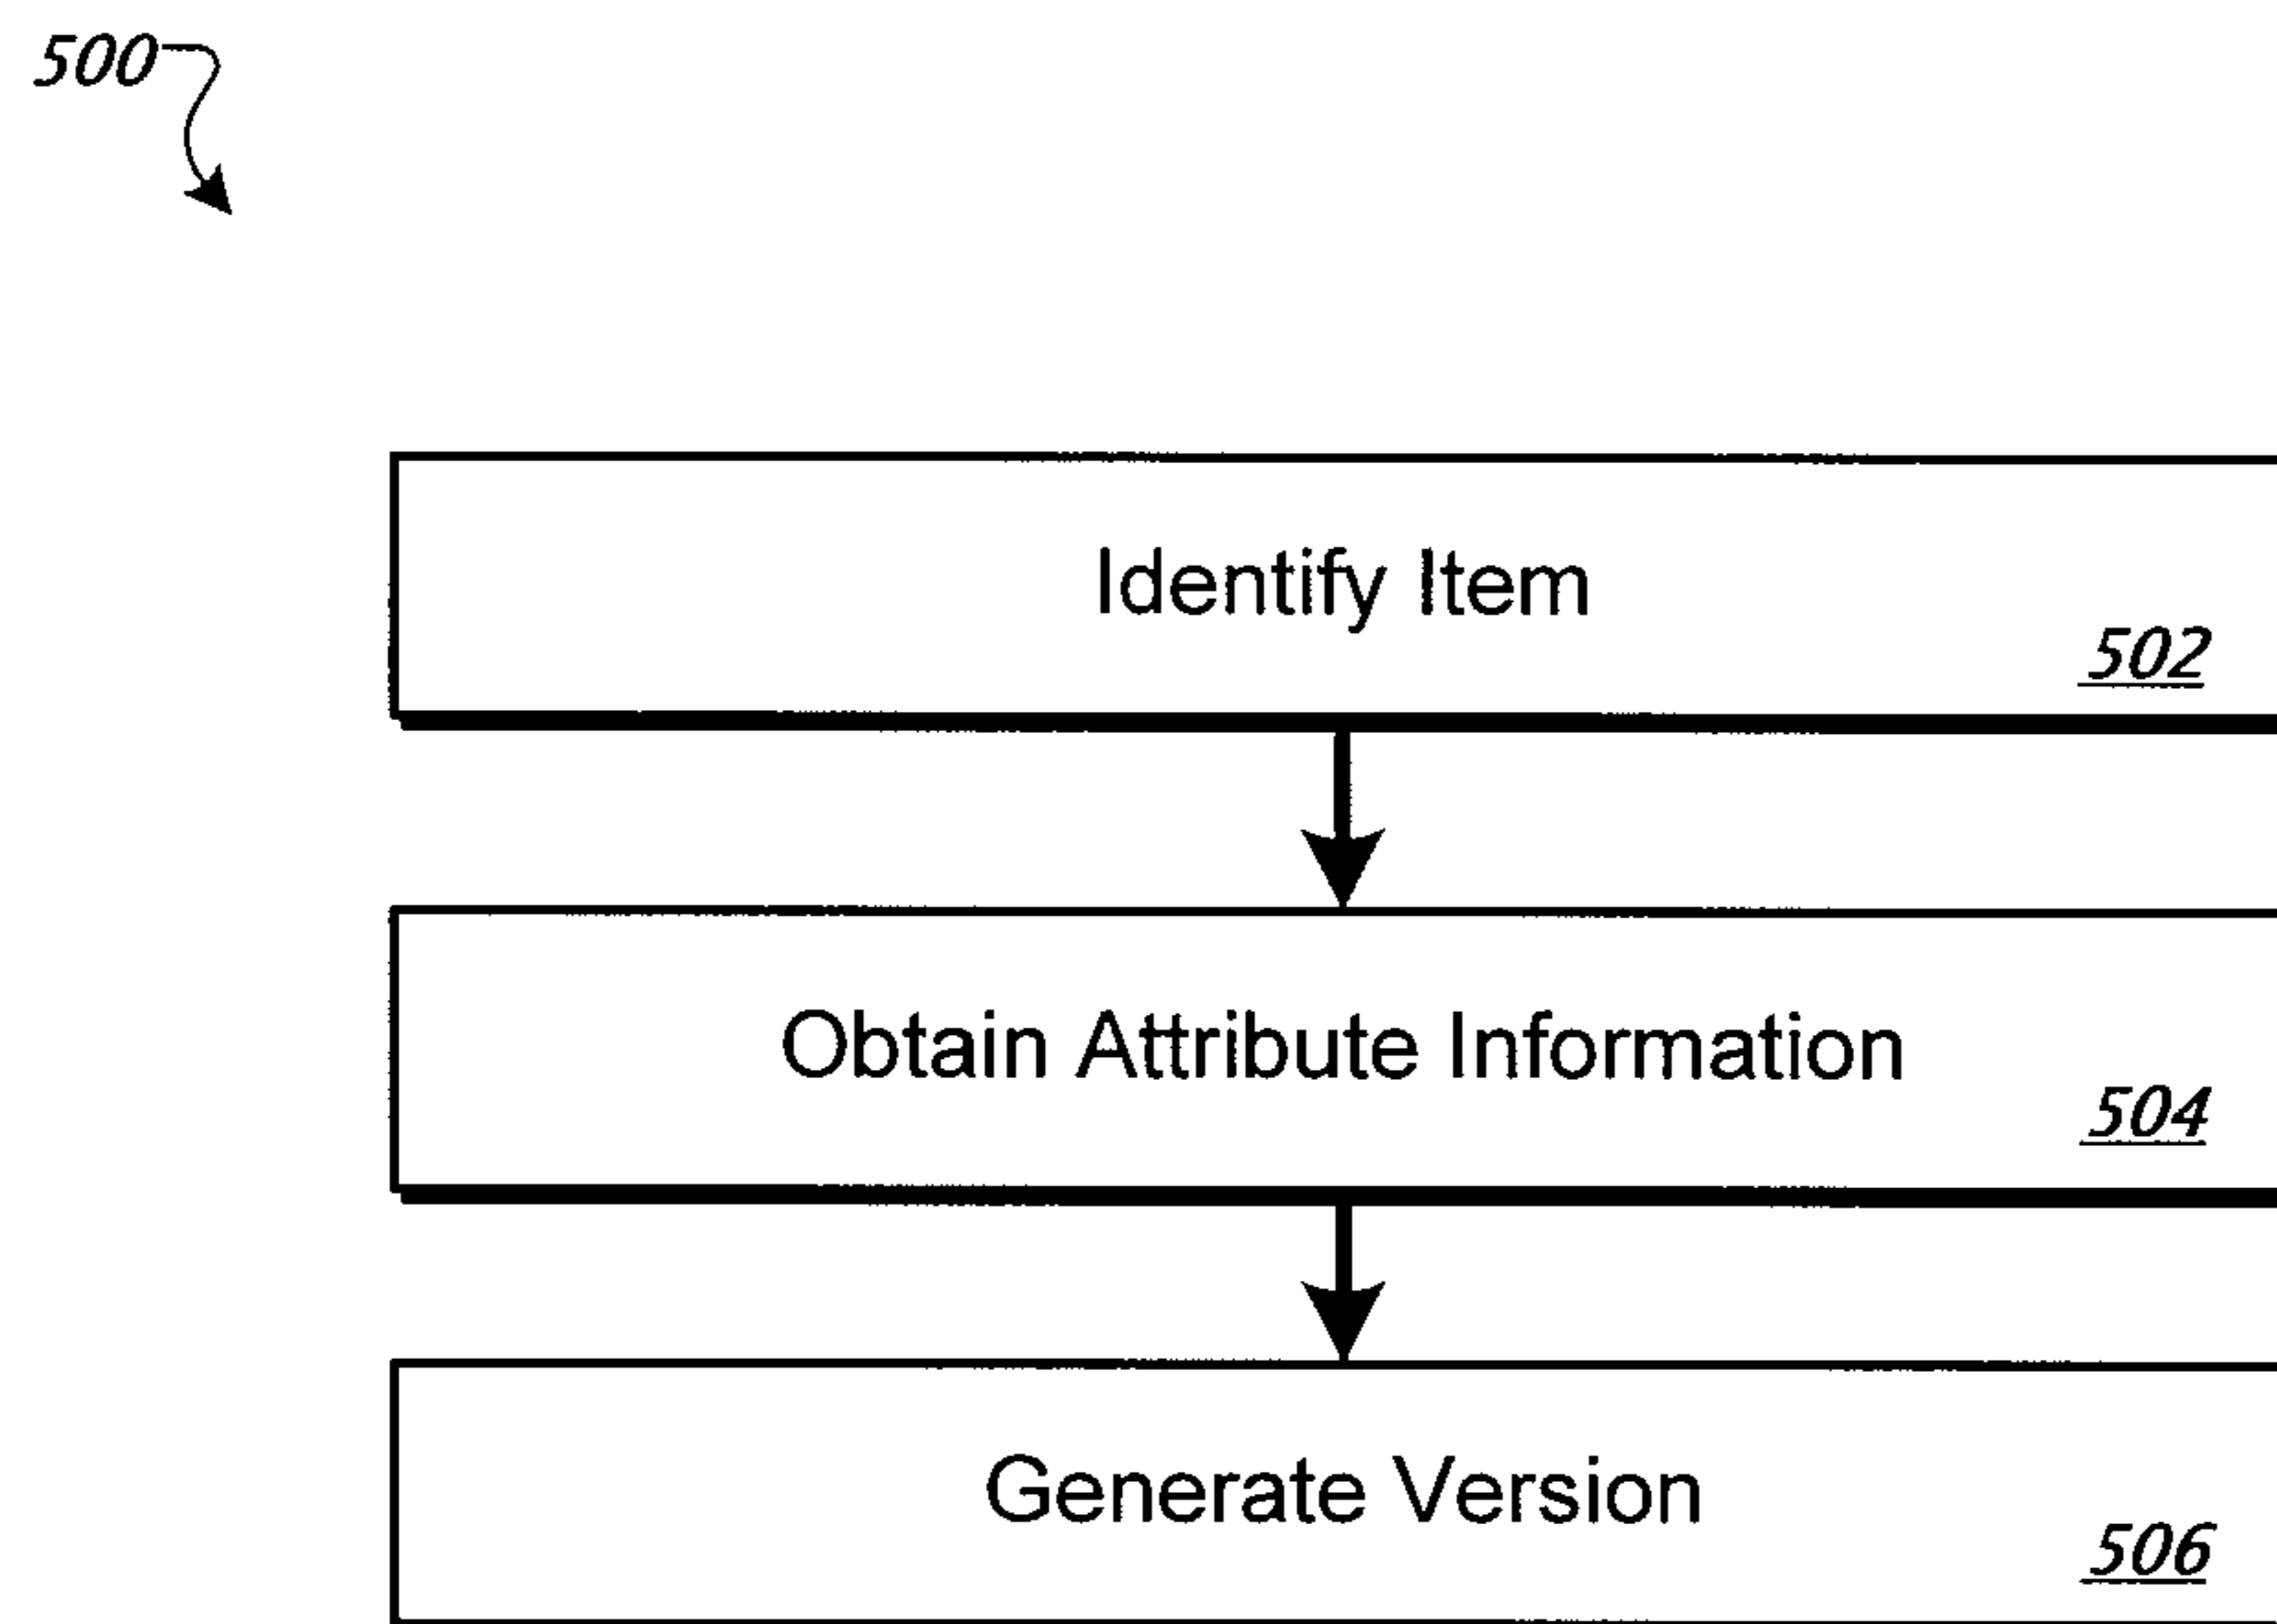 500
Identify Item
502
Obtain Attribute Information
504
Generate Version
506